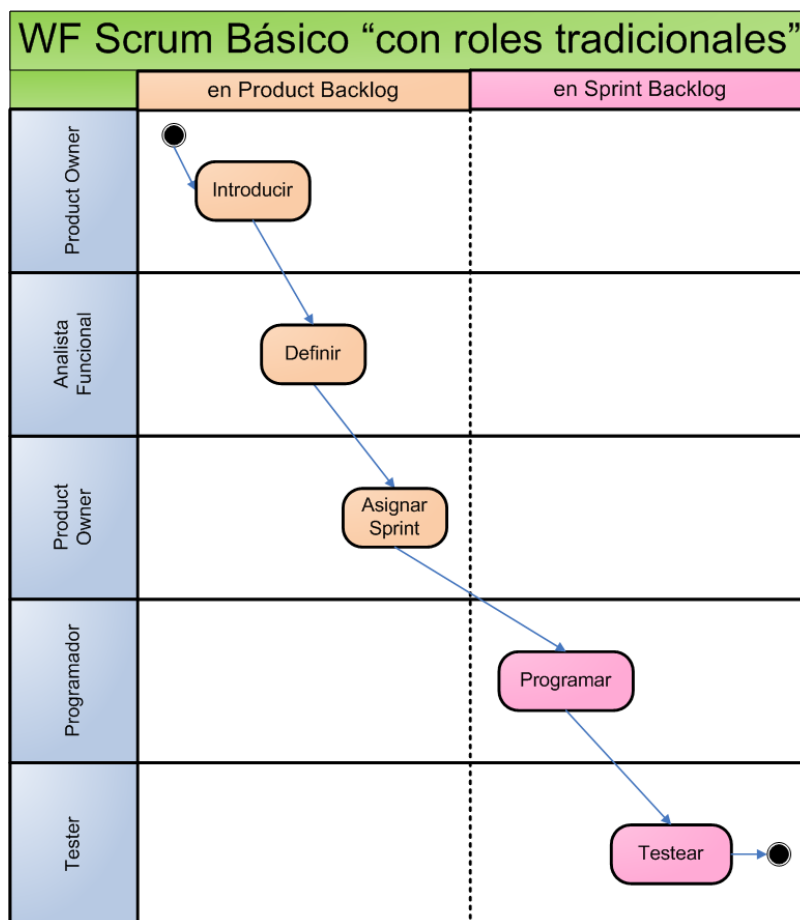 WF Scrum Básico “con roles tradicionales”
en Product Backlog
en Sprint Backlog
Product Owner
Introducir
Analista
Funcional
Definir
Product
Owner
Asignar
Sprint
Programador
Programar
Tester
Testear